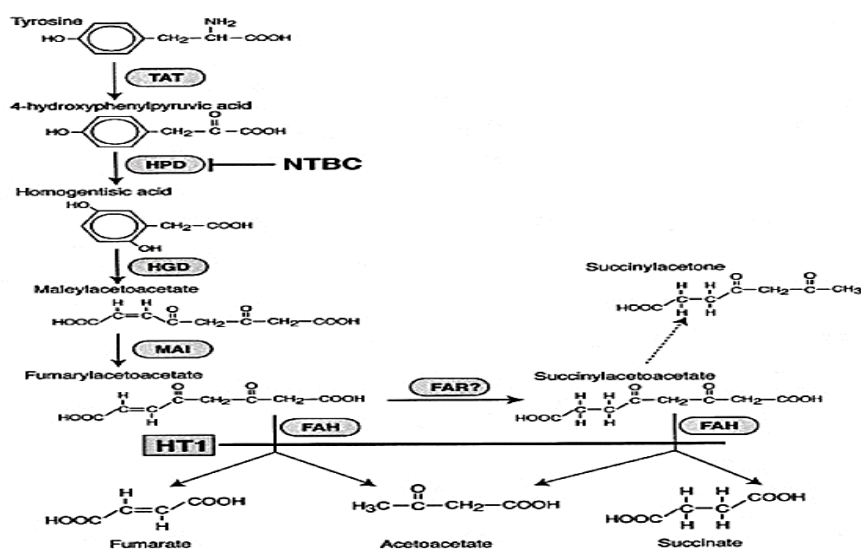 Tyrosine
NH2
HO
CH2
CH
COOH
TAT
4-hydroxyphenylpyruvic acid
O
HO
CH2
C
COOH
HPD
NTBC
Homogentisic acid
HO
CH2
COOH
OH
HGD
Maleylacetoacetate
H H O O
HOOC CH2 CH2 COOH
Succinylacetone
H H O O
HOOC CH2 CH3
H H
MAI
Fumarylacetoacetate
H O O
HOOC CH2 CH2 COOH
H
FAR?
Succinylacetoacetate
H H O O
HOOC CH2 CH2 COOH
H H
FAH
FAH
HT1
H
HOOC COOH
H
Fumarate
O
H3C CH2 COOH
Acetoacetate
H H
HOOC COOH
H H
Succinate